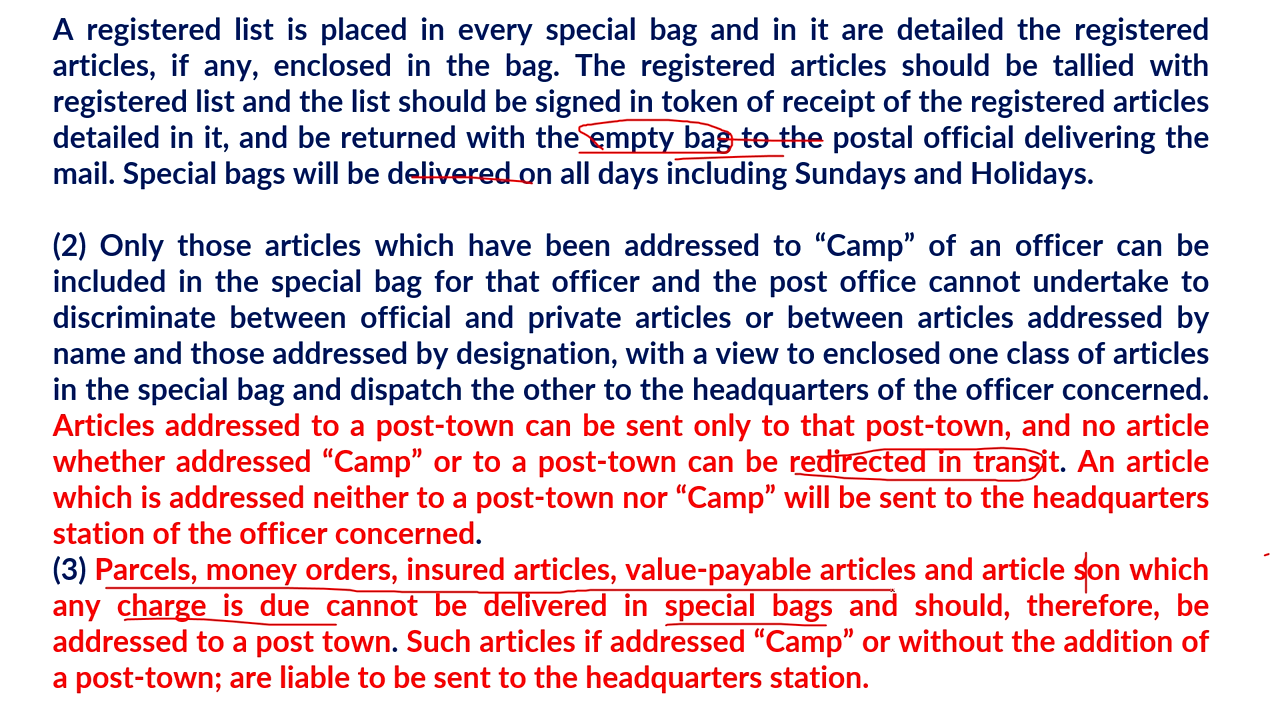 A registered list is placed in every special bag and in it are detailed the registered
articles, if any, enclosed in the bag. The registered articles should be tallied with
registered list and the list should be signed in token of receipt of the registered articles
detailed in it, and be returned with the empty bag to the postal official delivering the
mail. Special bags will be delivered on all days including Sundays and Holidays.
(2) Only those articles which have been addressed to “Camp” of an officer can be
included in the special bag for that officer and the post office cannot undertake to
discriminate between official and private articles or between articles addressed by
name and those addressed by designation, with a view to enclosed one class of articles
in the special bag and dispatch the other to the headquarters of the officer concerned.
Articles addressed to a post-town can be sent only to that post-town, and no article
whether addressed “Camp” or to a post-town can be redirected in transit. An article
which is addressed neither to a post-town nor “Camp” will be sent to the headquarters
station of the officer concerned.
(3) Parcels, money orders, insured articles, value-payable articles and article son which
any charge is due cannot be delivered in special bags and should, therefore, be
addressed to a post town. Such articles if addressed “Camp” or without the addition of
a post-town; are liable to be sent to the headquarters station.